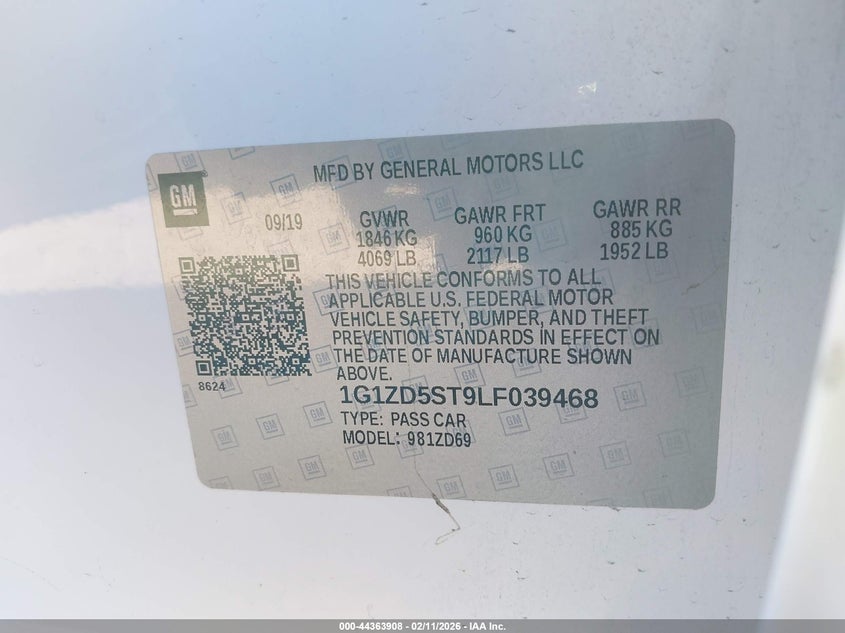 MFD BY GENERAL MOTORS LLC
GM
09/19
GVWR
1846 KG
4069 LB
GAWR FRT
960 KG
2117 LB
GAWR RR
885 KG
1952 LB
THIS VEHICLE CONFORMS TO ALL
APPLICABLE U.S. FEDERAL MOTOR
VEHICLE SAFETY, BUMPER, AND THEFT
PREVENTION STANDARDS IN EFFECT ON
THE DATE OF MANUFACTURE SHOWN
ABOVE.
8624
1G1ZD5ST9LF039468
TYPE: PASS CAR
MODEL: 981ZD69
000-44363908 - 02/11/2026 - IAA Inc.